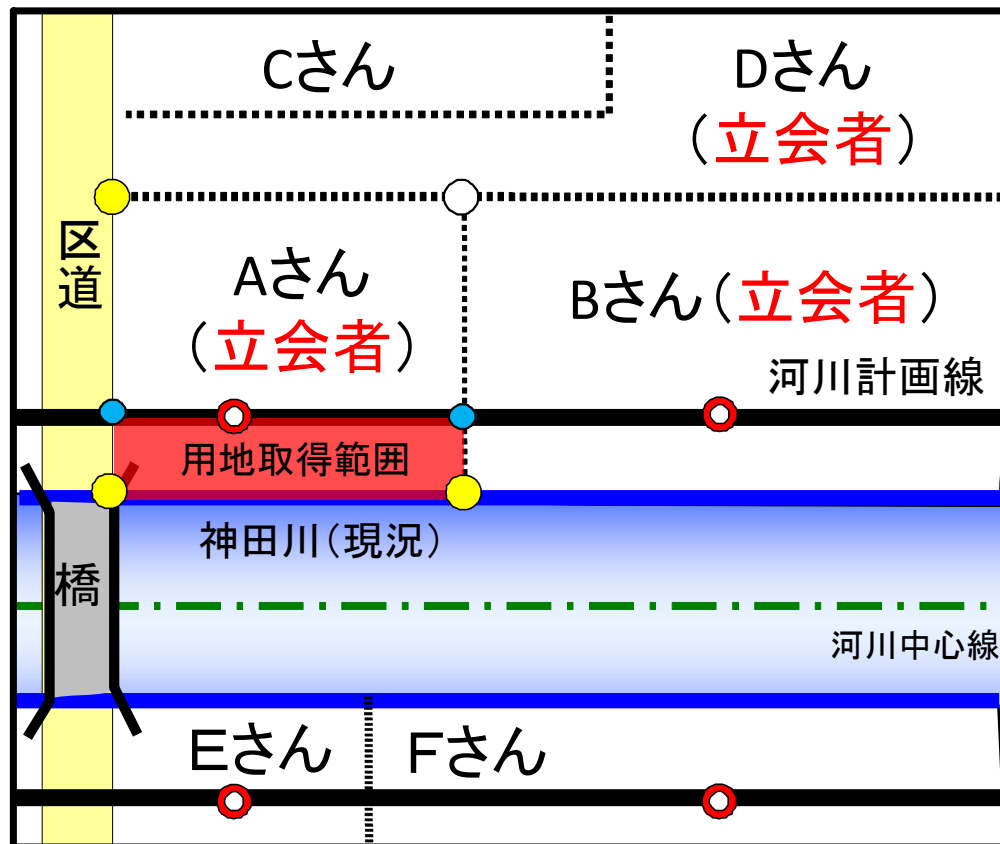 Cさん
Dさん
（立会者）
区道
Aさん
（立会者）
Bさん（立会者）
河川計画線
用地取得範囲
神田川（現況）
橋
河川中心線
Eさん
Fさん